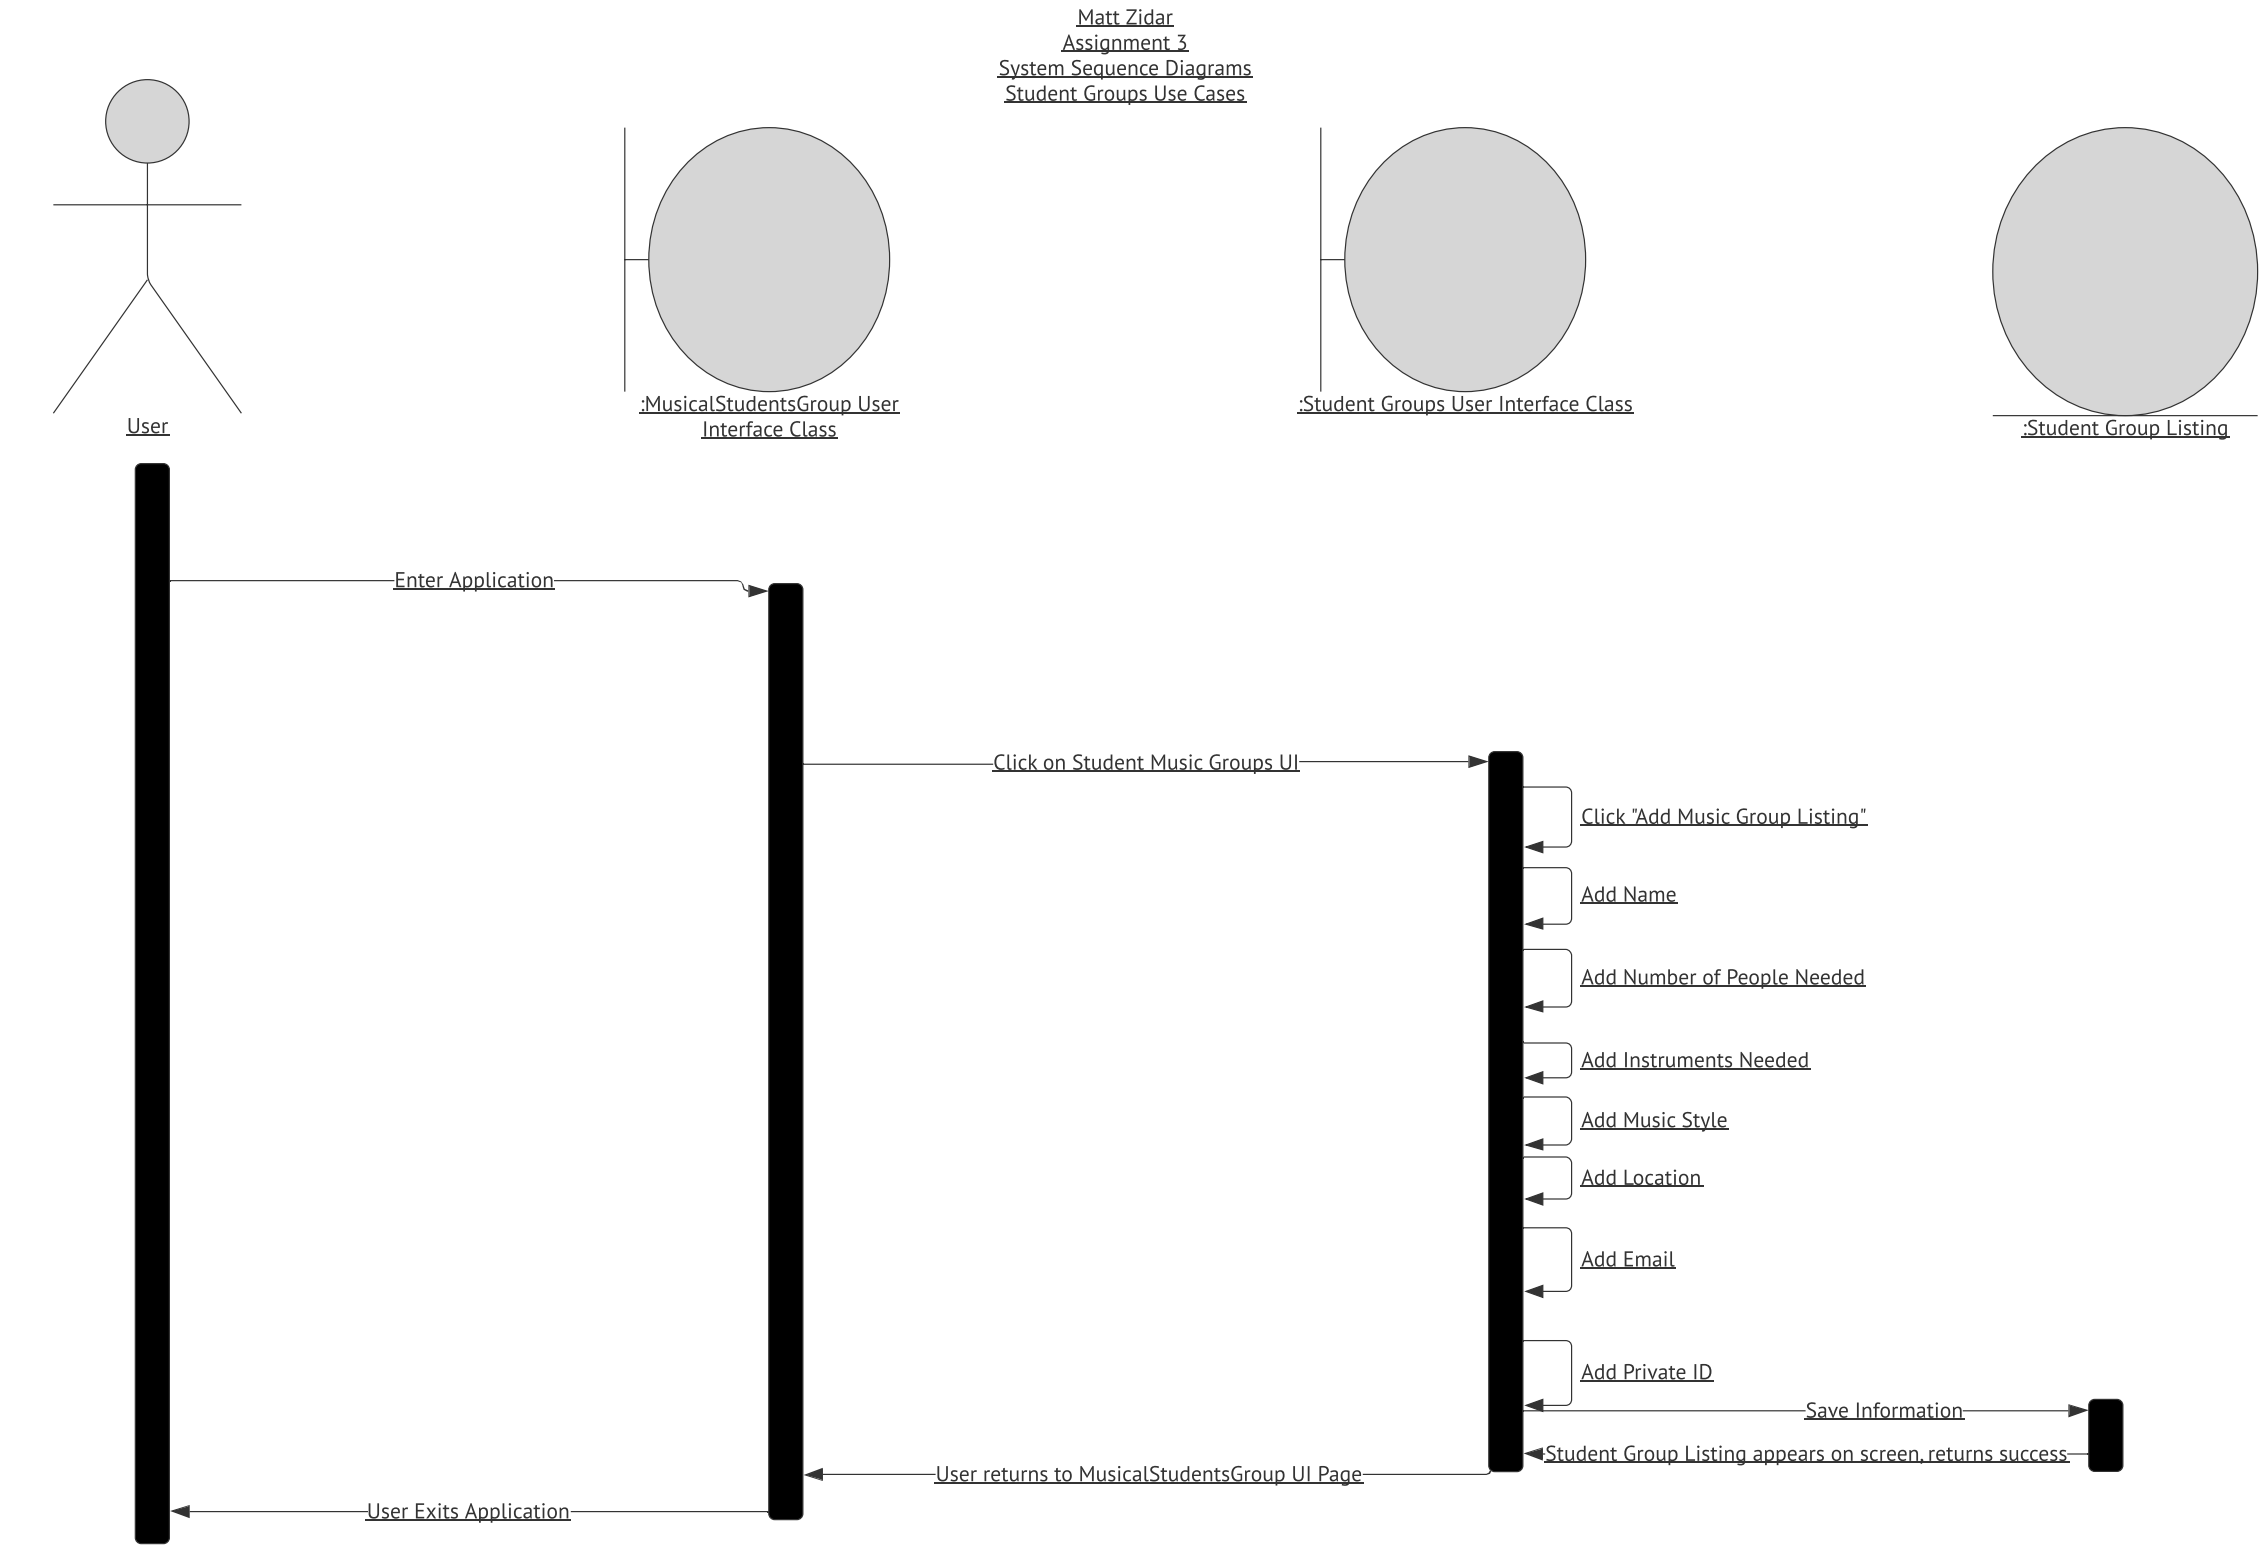 Matt Zidar
Assignment 3
System Sequence Diagrams
Student Groups Use Cases
User
:MusicalStudentsGroup User
Interface Class
:Student Groups User Interface Class
:Student Group Listing
Enter Application
Click on Student Music Groups UI
Click "Add Music Group Listing"
Add Name
Add Number of People Needed
Add Instruments Needed
Add Music Style
Add Location
Add Email
Add Private ID
Save Information
Student Group Listing appears on screen, returns success
User returns to MusicalStudentsGroup UI Page
User Exits Application